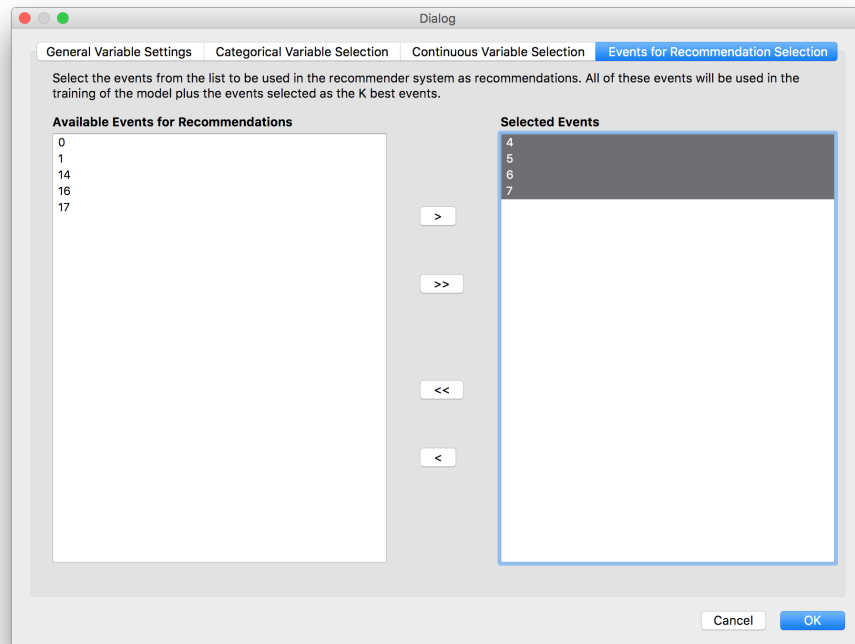 Dialog
General Variable Settings
Categorical Variable Selection
Continuous Variable Selection
Events for Recommendation Selection
Select the events from the list to be used in the recommender system as recommendations. All of these events will be used in the
training of the model plus the events selected as the K best events.
Available Events for Recommendations
0
1
14
16
17
>
>>
<<
<
Selected Events
4
5
6
7
Cancel
OK